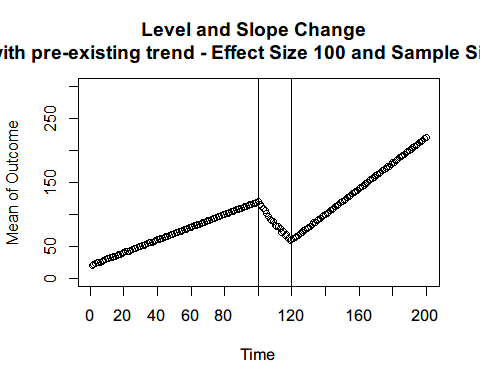 Level and Slope Change
ith pre-existing trend - Effect Size 100 and Sample Si
Mean of Outcome
250
150
50
0
0 20 40 60 80 120 160 200
Time